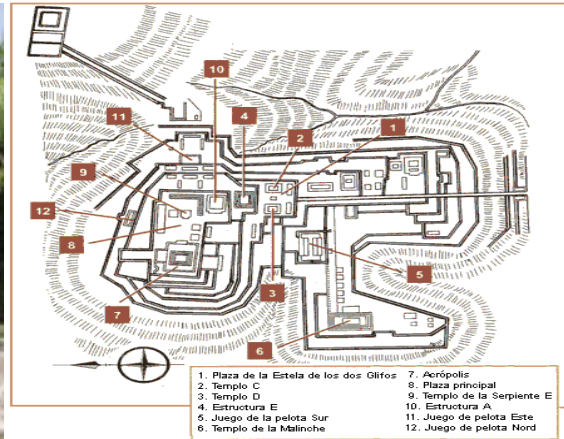 10
4
2
1
11
9
12
8
7
3
5
6
1. Plaza de la Estela de los dos Glifos
2. Templo C
3. Templo D
4. Estructura E
5. Juego de la pelota Sur
6. Templo de la Malinche
7. Acrópolis
8. Plaza principal
9. Templo de la Serpiente E
10. Estructura A
11. Juego de pelota Este
12. Juego de pelota Nord